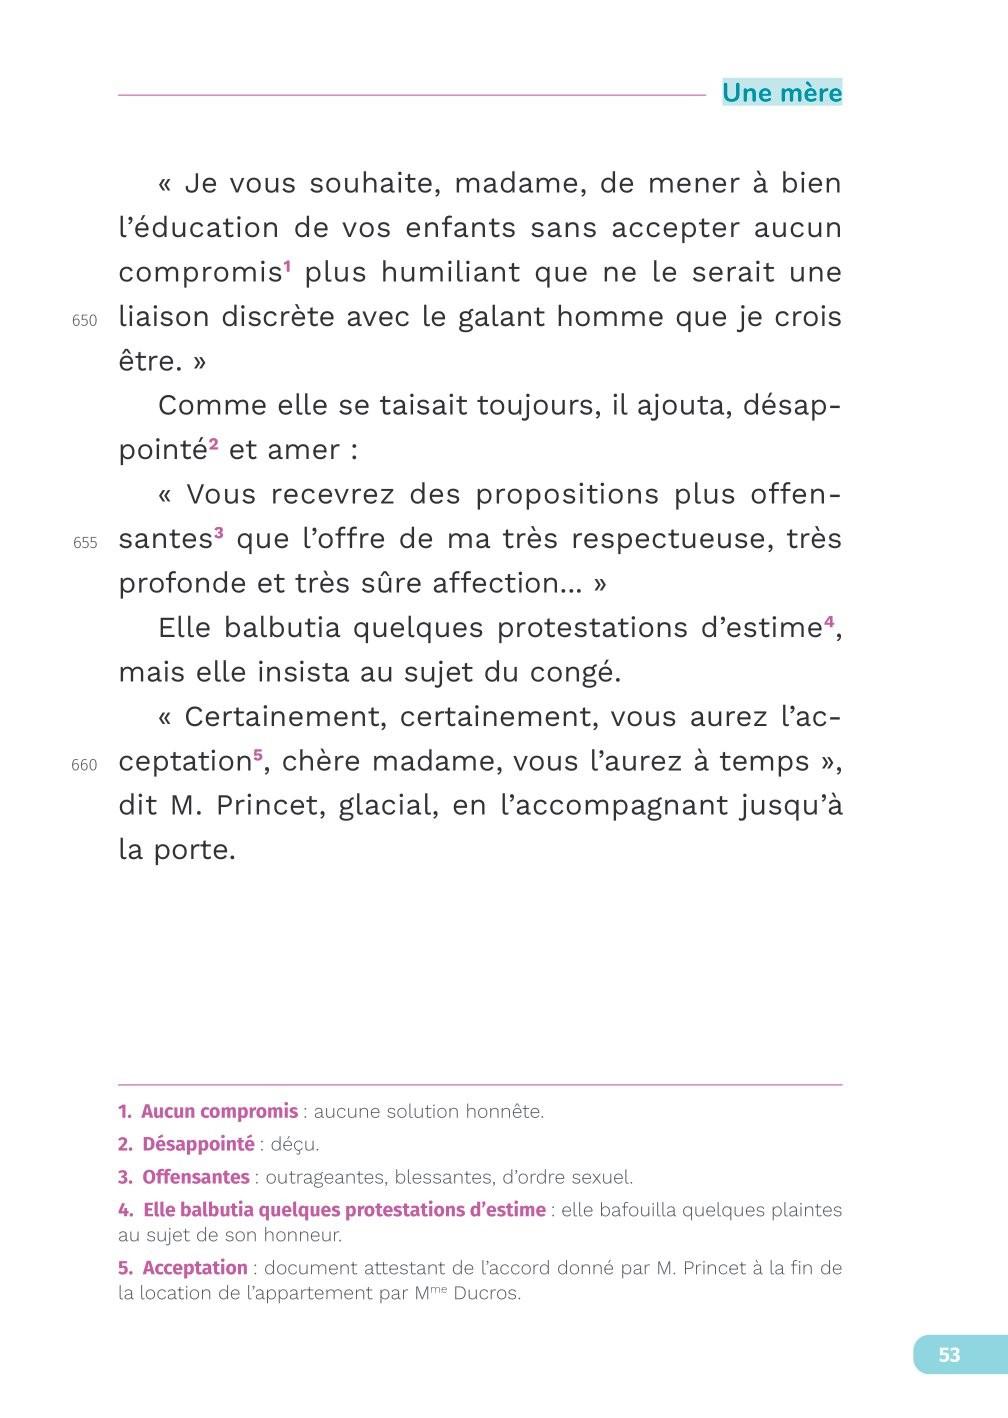 Une mère
« Je vous souhaite, madame, de mener à bien
l’éducation de vos enfants sans accepter aucun
compromis¹ plus humiliant que ne le serait une
650 liaison discrète avec le galant homme que je crois
être. »
Comme elle se taisait toujours, il ajouta, désap-
pointé² et amer :
« Vous recevrez des propositions plus offen-
655 santes³ que l’offre de ma très respectueuse, très
profonde et très sûre affection... »
Elle balbutia quelques protestations d’estime⁴,
mais elle insista au sujet du congé.
« Certainement, certainement, vous aurez l’ac-
660 ceptation⁵, chère madame, vous l’aurez à temps »,
dit M. Princet, glacial, en l’accompagnant jusqu’à
la porte.
1. Aucun compromis : aucune solution honnête.
2. Désappointé : déçu.
3. Offensantes : outrageantes, blessantes, d’ordre sexuel.
4. Elle balbutia quelques protestations d’estime : elle bafouilla quelques plaintes
au sujet de son honneur.
5. Acceptation : document attestant de l’accord donné par M. Princet à la fin de
la location de l’appartement par Mᵐᵉ Ducros.
53